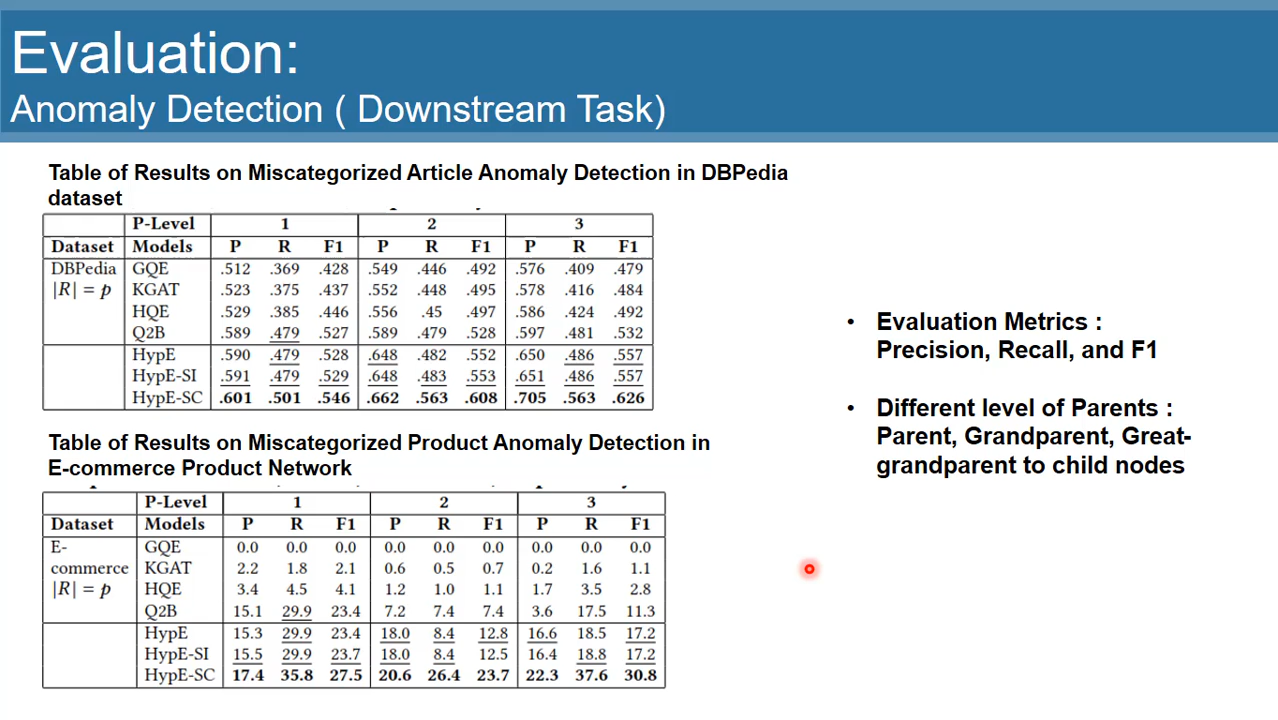 Evaluation:
Anomaly Detection ( Downstream Task)
Table of Results on Miscategorized Article Anomaly Detection in DBPedia
dataset
P-Level 1 2 3
Dataset Models P R F1 P R F1 P R F1
DBPedia GQE .512 .369 .428 .549 .446 .492 .576 .409 .479
|R| = p KGAT .523 .375 .437 .552 .448 .495 .578 .416 .484
HQE .529 .385 .446 .556 .45 .497 .586 .424 .492
Q2B .589 .479 .527 .589 .479 .528 .597 .481 .532
HypE .590 .479 .528 .648 .482 .552 .650 .486 .557
HypE-SI .591 .479 .529 .648 .483 .553 .651 .486 .557
HypE-SC .601 .501 .546 .662 .563 .608 .705 .563 .626
Table of Results on Miscategorized Product Anomaly Detection in
E-commerce Product Network
P-Level 1 2 3
Dataset Models P R F1 P R F1 P R F1
E- GQE 0.0 0.0 0.0 0.0 0.0 0.0 0.0 0.0 0.0
commerce KGAT 2.2 1.8 2.1 0.6 0.5 0.7 0.2 1.6 1.1
|R| = p HQE 3.4 4.5 4.1 1.2 1.0 1.1 1.7 3.5 2.8
Q2B 15.1 29.9 23.4 7.2 7.4 7.4 3.6 17.5 11.3
HypE 15.3 29.9 23.4 18.0 8.4 12.8 16.6 18.5 17.2
HypE-SI 15.5 29.9 23.7 18.0 8.4 12.5 16.4 18.8 17.2
HypE-SC 17.4 35.8 27.5 20.6 26.4 23.7 22.3 37.6 30.8
• Evaluation Metrics :
Precision, Recall, and F1
• Different level of Parents :
Parent, Grandparent, Great-
grandparent to child nodes